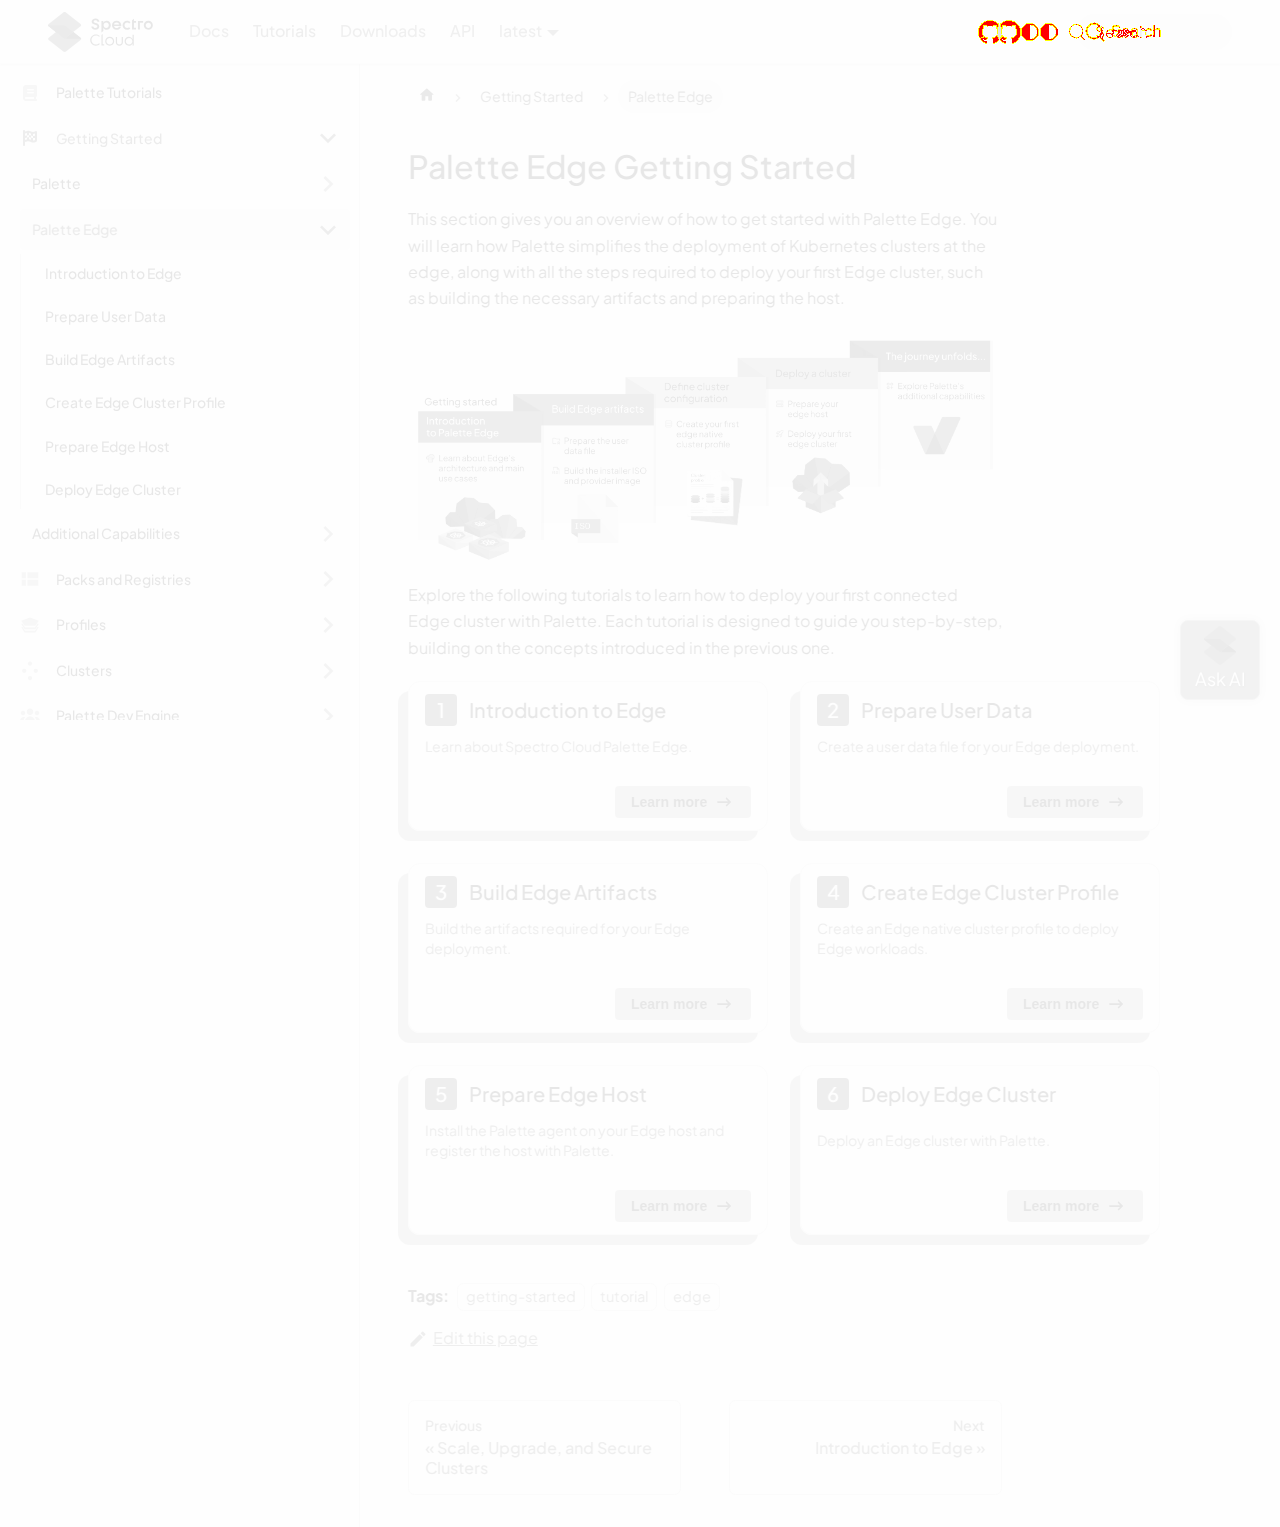 Spectro Cloud
Docs
Tutorials
Downloads
API
latest
Search
Palette Tutorials
Getting Started
Palette
Palette Edge
Introduction to Edge
Prepare User Data
Build Edge Artifacts
Create Edge Cluster Profile
Prepare Edge Host
Deploy Edge Cluster
Additional Capabilities
Packs and Registries
Profiles
Clusters
Palette Dev Engine
Getting Started
Palette Edge
Palette Edge Getting Started
This section gives you an overview of how to get started with Palette Edge. You
will learn how Palette simplifies the deployment of Kubernetes clusters at the
edge, along with all the steps required to deploy your first Edge cluster, such
as building the necessary artifacts and preparing the host.
Getting started
Introduction
to Palette Edge
Learn about Edge's
architecture and main
use cases
Build Edge artifacts
Prepare the user
data file
Build the installer ISO
and provider image
Define cluster
configuration
Create your first
edge native
cluster profile
Deploy a cluster
Prepare your
edge host
Deploy your first
edge cluster
The journey unfolds.
Explore Palette's
additional capabilities
Explore the following tutorials to learn how to deploy your first connected
Edge cluster with Palette. Each tutorial is designed to guide you step-by-step,
building on the concepts introduced in the previous one.
1 Introduction to Edge
Learn about Spectro Cloud Palette Edge.
Learn more
2 Prepare User Data
Create a user data file for your Edge deployment.
Learn more
3 Build Edge Artifacts
Build the artifacts required for your Edge
deployment.
Learn more
4 Create Edge Cluster Profile
Create an Edge native cluster profile to deploy
Edge workloads.
Learn more
5 Prepare Edge Host
Install the Palette agent on your Edge host and
register the host with Palette.
Learn more
6 Deploy Edge Cluster
Deploy an Edge cluster with Palette.
Learn more
Tags: getting-started tutorial edge
Edit this page
Previous
« Scale, Upgrade, and Secure
Clusters
Next
Introduction to Edge »
Ask AI